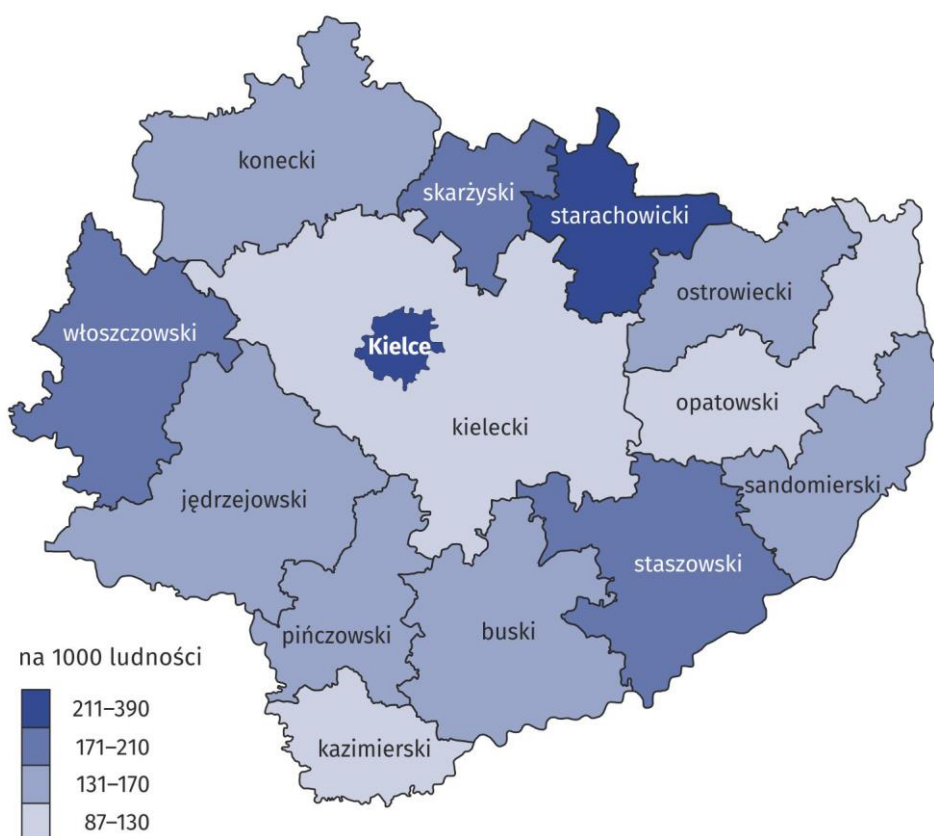 konecki
skarżyski
starachowicki
włoszczowski
Kielce
ostrowiecki
kielecki
opatowski
jędrzejowski
sandomierski
staszowski
pińczowski
buski
kazimierski
na 1000 ludności
211–390
171–210
131–170
87–130